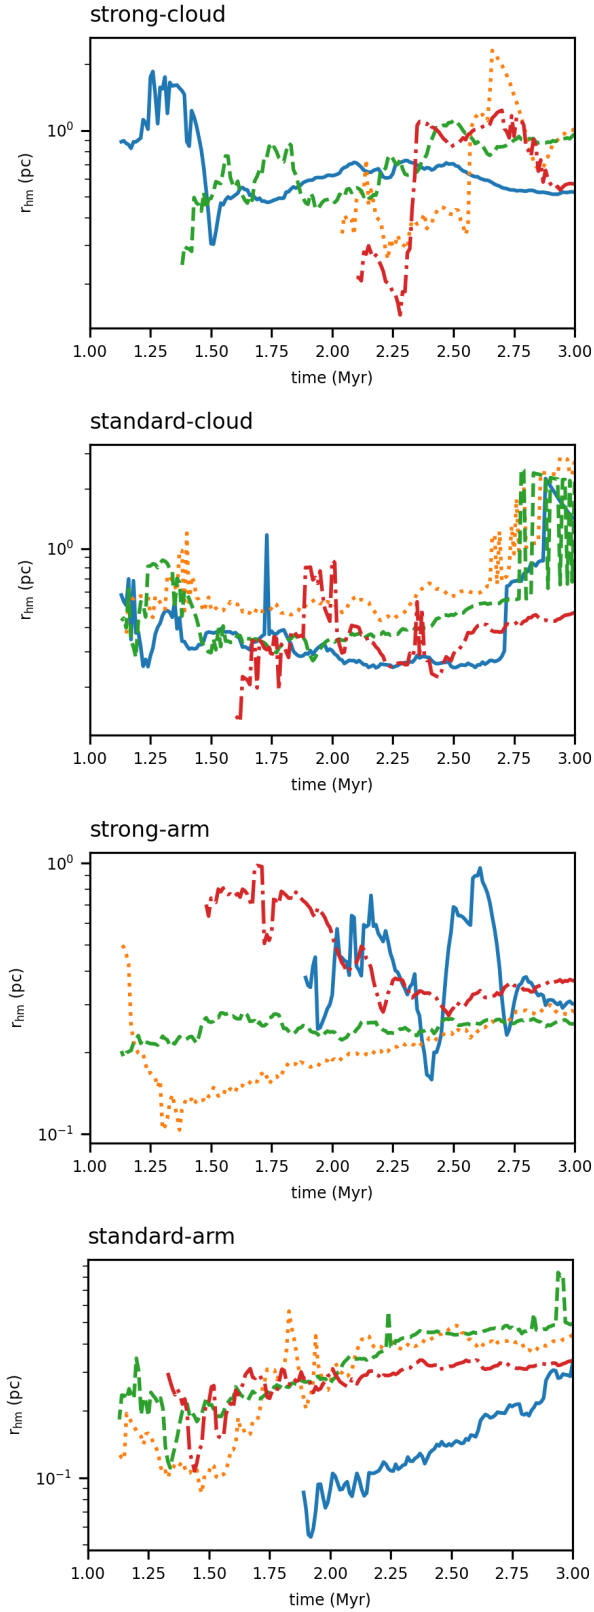 strong-cloud
10⁰
r_hm (pc)
1.00 1.25 1.50 1.75 2.00 2.25 2.50 2.75 3.00
time (Myr)
standard-cloud
10⁰
r_hm (pc)
1.00 1.25 1.50 1.75 2.00 2.25 2.50 2.75 3.00
time (Myr)
strong-arm
10⁰
r_hm (pc)
10⁻¹
1.00 1.25 1.50 1.75 2.00 2.25 2.50 2.75 3.00
time (Myr)
standard-arm
r_hm (pc)
10⁻¹
1.00 1.25 1.50 1.75 2.00 2.25 2.50 2.75 3.00
time (Myr)